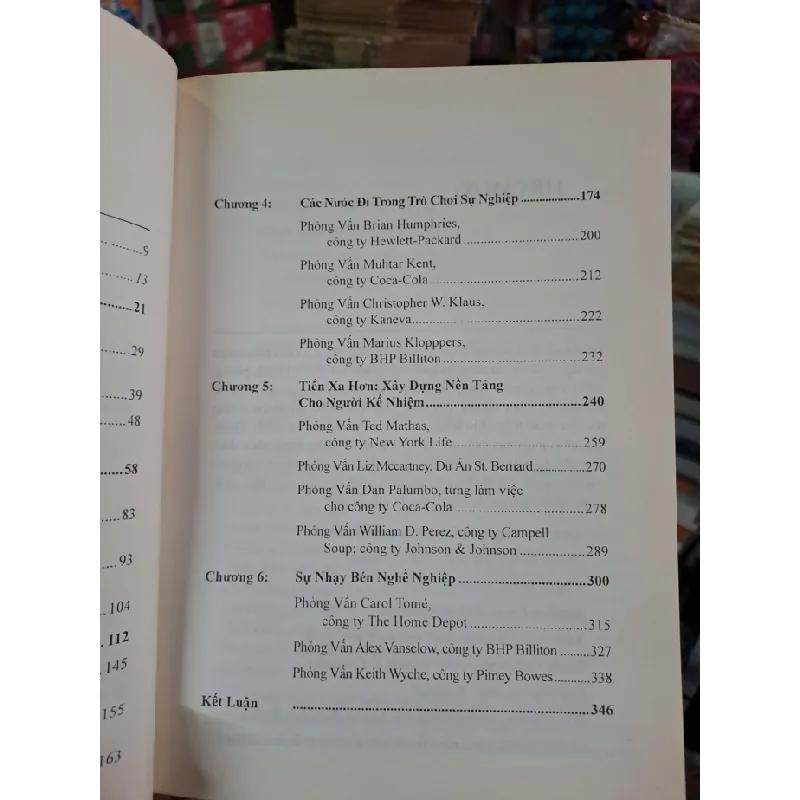 9
13
21
29
39
48
58
83
93
104
112
145
155
163
Chương 4: Các Nước Đi Trong Trò Chơi Sự Nghiệp ....................174
Phỏng Vấn Brian Humphries,
công ty Hewlett-Packard ..............................200
Phỏng Vấn Muhtar Kent,
công ty Coca-Cola ..............................212
Phỏng Vấn Christopher W. Klaus,
công ty Kaneva..............................222
Phỏng Vấn Marius Klopppers,
công ty BHP Billiton ..............................232
Chương 5: Tiến Xa Hơn: Xây Dựng Nền Tảng
Cho Người Kế Nhiệm..............................240
Phỏng Vấn Ted Mathas,
công ty New York Life ..............................259
Phỏng Vấn Liz Mccartney, Dự Án St. Bernard....................270
Phỏng Vấn Dan Palumbo, từng làm việc
cho công ty Coca-Cola ..............................278
Phỏng Vấn William D. Perez, công ty Campell
Soup; công ty Johnson & Johnson ....................289
Chương 6: Sự Nhạy Bén Nghề Nghiệp ..............................300
Phỏng Vấn Carol Tomé,
công ty The Home Depot ..............................315
Phỏng Vấn Alex Vanselow, công ty BHP Billiton ........327
Phỏng Vấn Keith Wyche, công ty Pitney Bowes...........338
Kết Luận ..............................346